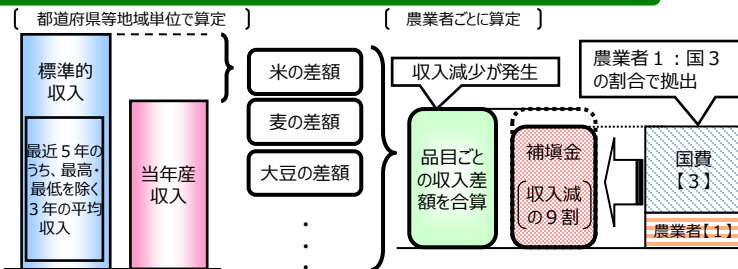 〔 都道府県等地域単位で算定 〕
〔 農業者ごとに算定 〕
標準的
収入
最近５年の
うち、最高・
最低を除く
３年の平均
収入
当年産
収入
米の差額
麦の差額
大豆の差額
・
・
・
収入減少が発生
品目ごと
の収入差
額を合算
補填金
収入減
の９割
農業者１：国３
の割合で拠出
国費
【３】
農業者【１】